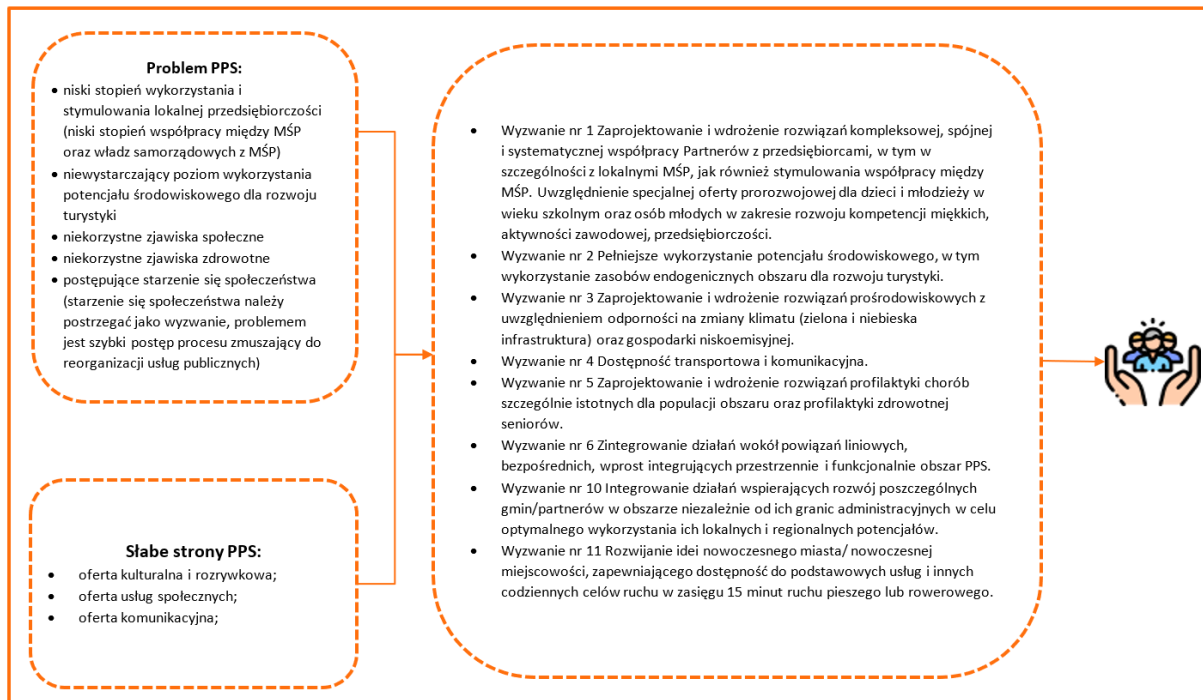 Problem PPS:
• niski stopień wykorzystania i
stymulowania lokalnej przedsiębiorczości
(niski stopień współpracy między MŚP
oraz władz samorządowych z MŚP)
• niewystarczający poziom wykorzystania
potencjału środowiskowego dla rozwoju
turystyki
• niekorzystne zjawiska społeczne
• niekorzystne zjawiska zdrowotne
• postępujące starzenie się społeczeństwa
(starzenie się społeczeństwa należy
postrzegać jako wyzwanie, problemem
jest szybki postęp procesu zmuszający do
reorganizacji usług publicznych)
Słabe strony PPS:
• oferta kulturalna i rozrywkowa;
• oferta usług społecznych;
• oferta komunikacyjna;
• Wyzwanie nr 1 Zaprojektowanie i wdrożenie rozwiązań kompleksowej, spójnej
i systematycznej współpracy Partnerów z przedsiębiorcami, w tym w
szczególności z lokalnymi MŚP, jak również stymulowania współpracy między
MŚP. Uwzględnienie specjalnej oferty prorozwojowej dla dzieci i młodzieży w
wieku szkolnym oraz osób młodych w zakresie rozwoju kompetencji miękkich,
aktywności zawodowej, przedsiębiorczości.
• Wyzwanie nr 2 Pełniejsze wykorzystanie potencjału środowiskowego, w tym
wykorzystanie zasobów endogenicznych obszaru dla rozwoju turystyki.
• Wyzwanie nr 3 Zaprojektowanie i wdrożenie rozwiązań prośrodowiskowych z
uwzględnieniem odporności na zmiany klimatu (zielona i niebieska
infrastruktura) oraz gospodarki niskoemisyjnej.
• Wyzwanie nr 4 Dostępność transportowa i komunikacyjna.
• Wyzwanie nr 5 Zaprojektowanie i wdrożenie rozwiązań profilaktyki chorób
szczególnie istotnych dla populacji obszaru oraz profilaktyki zdrowotnej
seniorów.
• Wyzwanie nr 6 Zintegrowanie działań wokół powiązań liniowych,
bezpośrednich, wprost integrujących przestrzennie i funkcjonalnie obszar PPS.
• Wyzwanie nr 10 Integrowanie działań wspierających rozwój poszczególnych
gmin/partnerów w obszarze niezależnie od ich granic administracyjnych w celu
optymalnego wykorzystania ich lokalnych i regionalnych potencjałów.
• Wyzwanie nr 11 Rozwijanie idei nowoczesnego miasta/ nowoczesnej
miejscowości, zapewniającego dostępność do podstawowych usług i innych
codziennych celów ruchu w zasięgu 15 minut ruchu pieszego lub rowerowego.